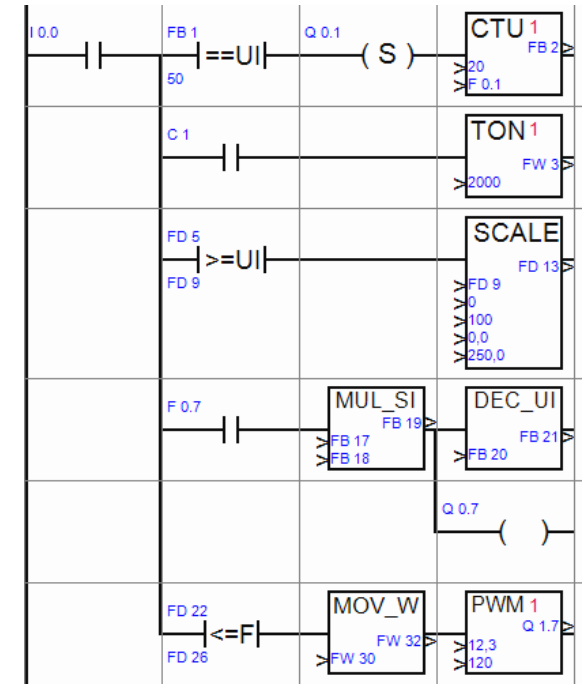 I 0.0
FB 1
==UI
50
Q 0.1
( S )
CTU 1
FB 2
20
F 0.1
C 1
TON 1
FW 3
2000
FD 5
>=UI
FD 9
SCALE
FD 13
FD 9
0
100
0,0
250,0
F 0.7
MUL_SI
FB 19
FB 17
FB 18
DEC_UI
FB 21
FB 20
Q 0.7
( )
FD 22
<=F
FD 26
MOV_W
FW 32
FW 30
PWM 1
Q 1.7
12,3
120